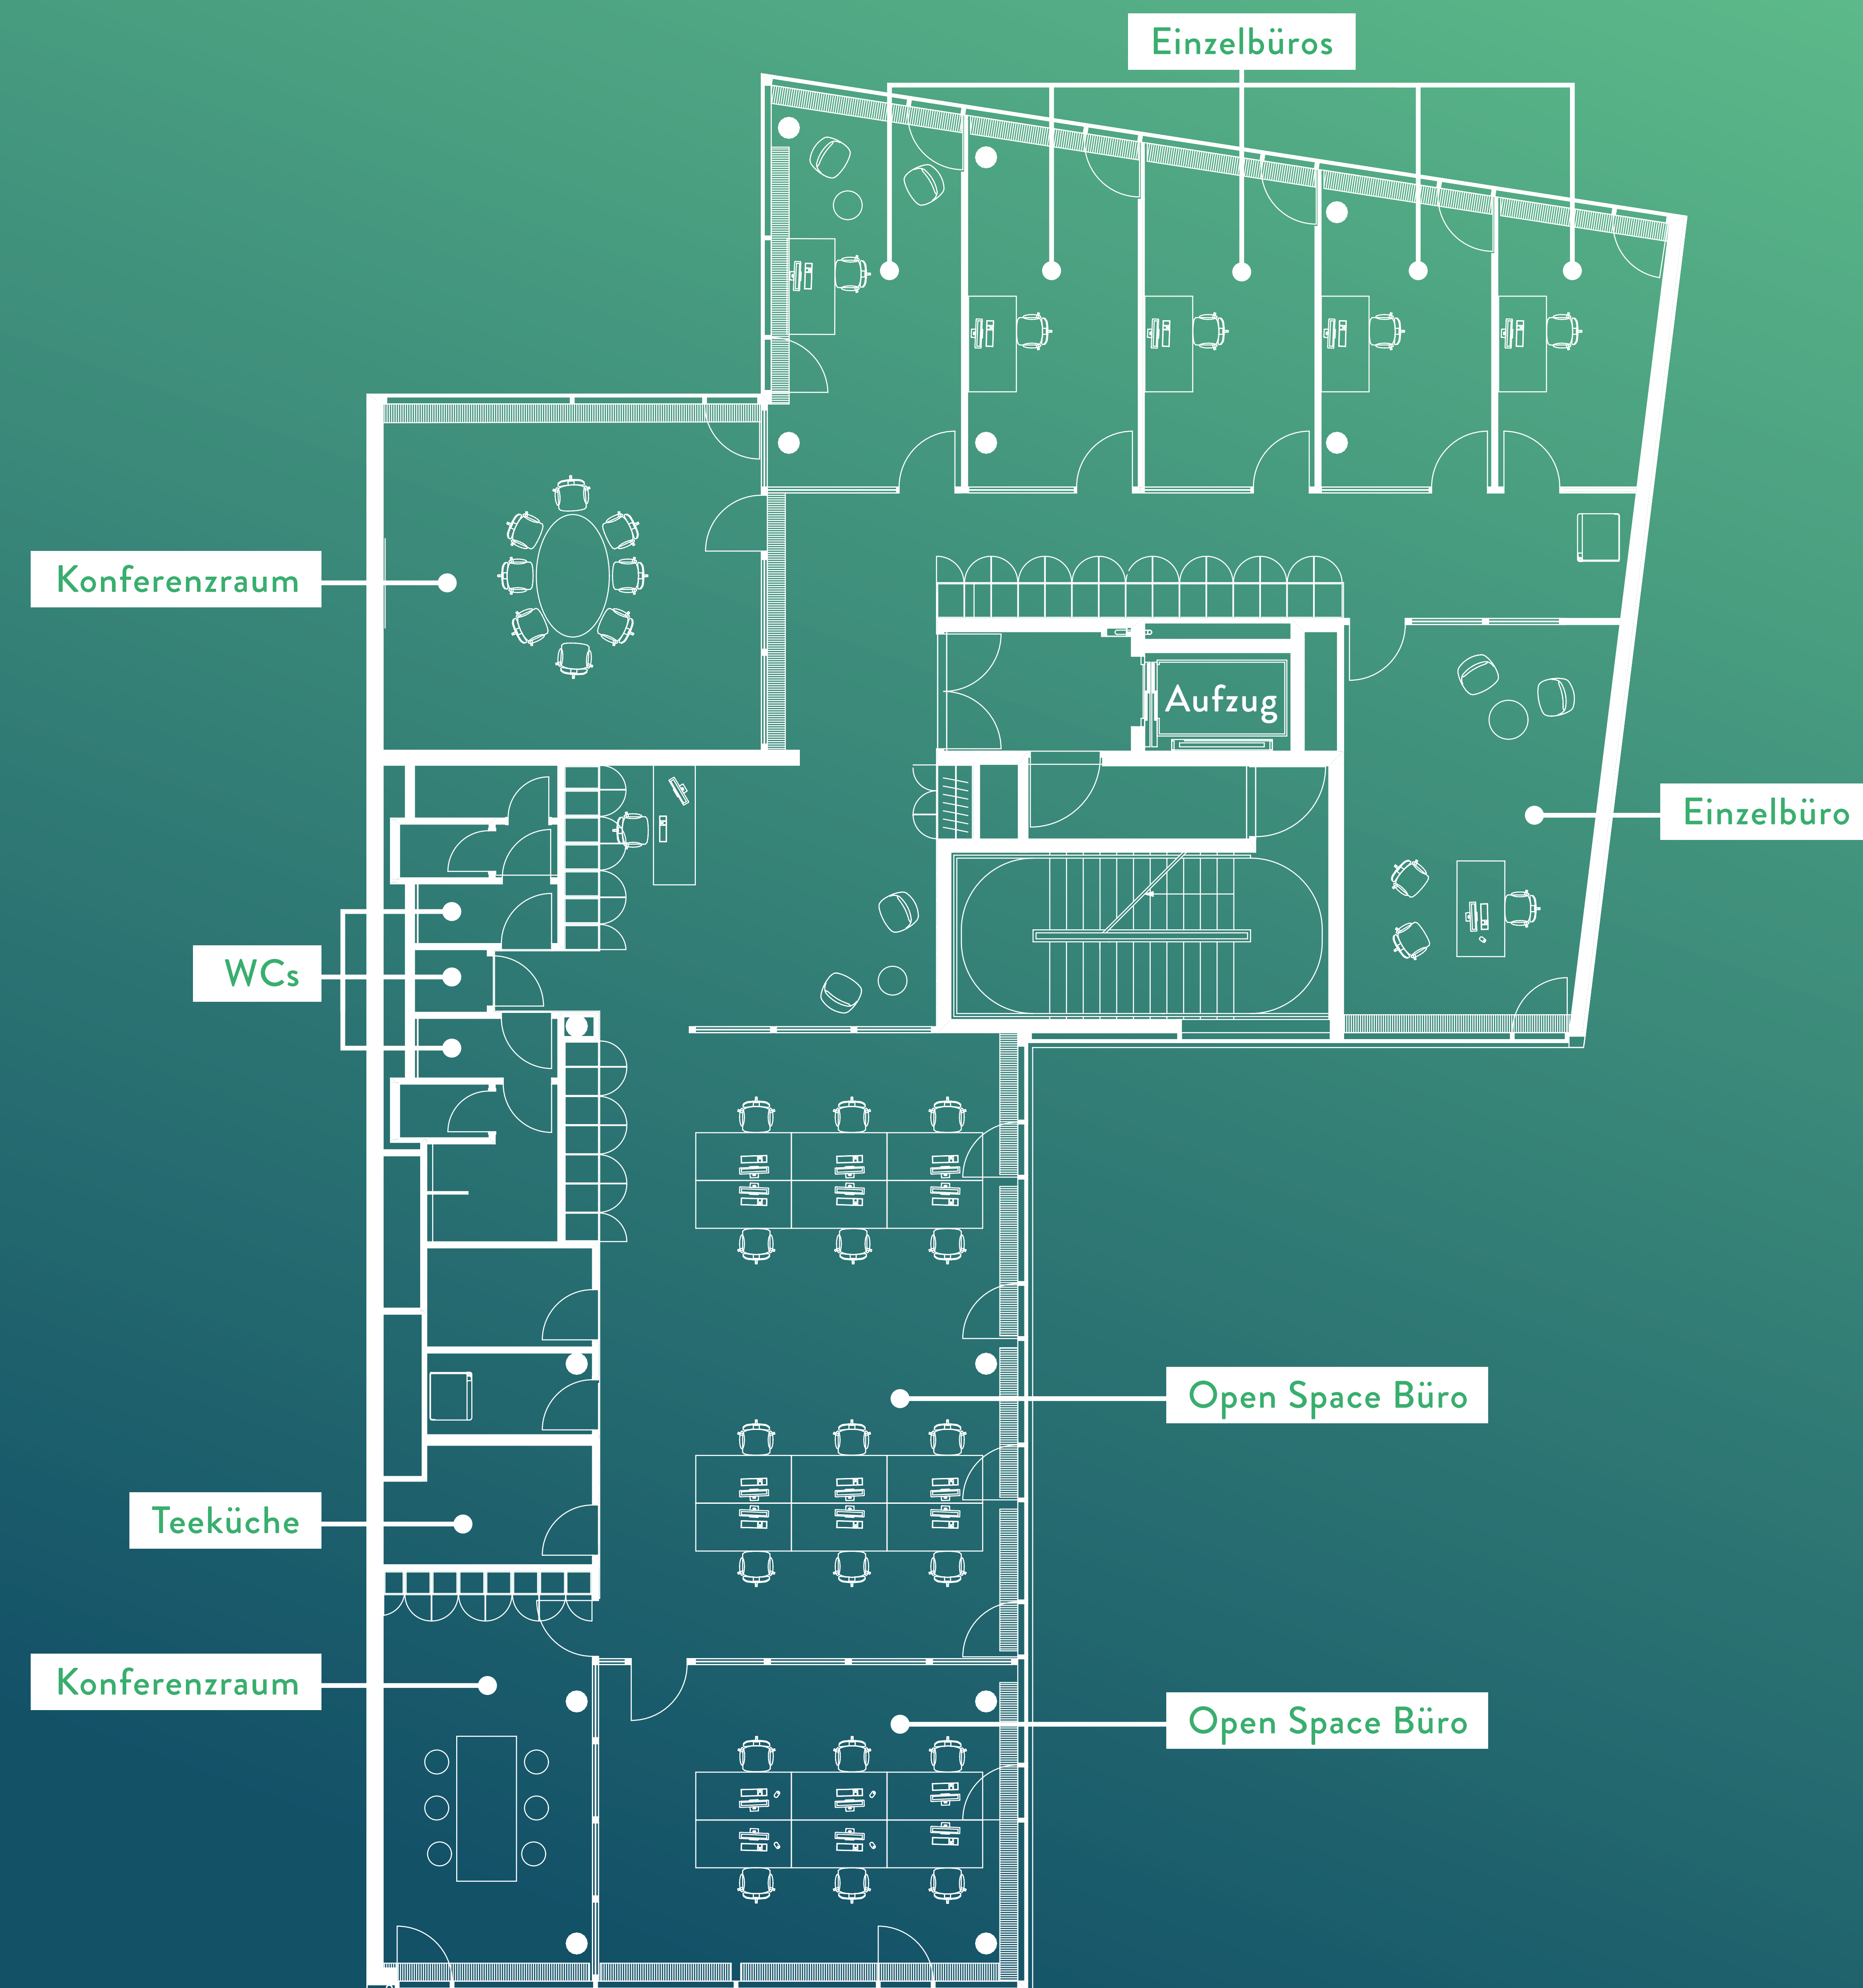 Einzelbüros
Konferenzraum
Aufzug
Einzelbüro
WCs
Open Space Büro
Teeküche
Konferenzraum
Open Space Büro